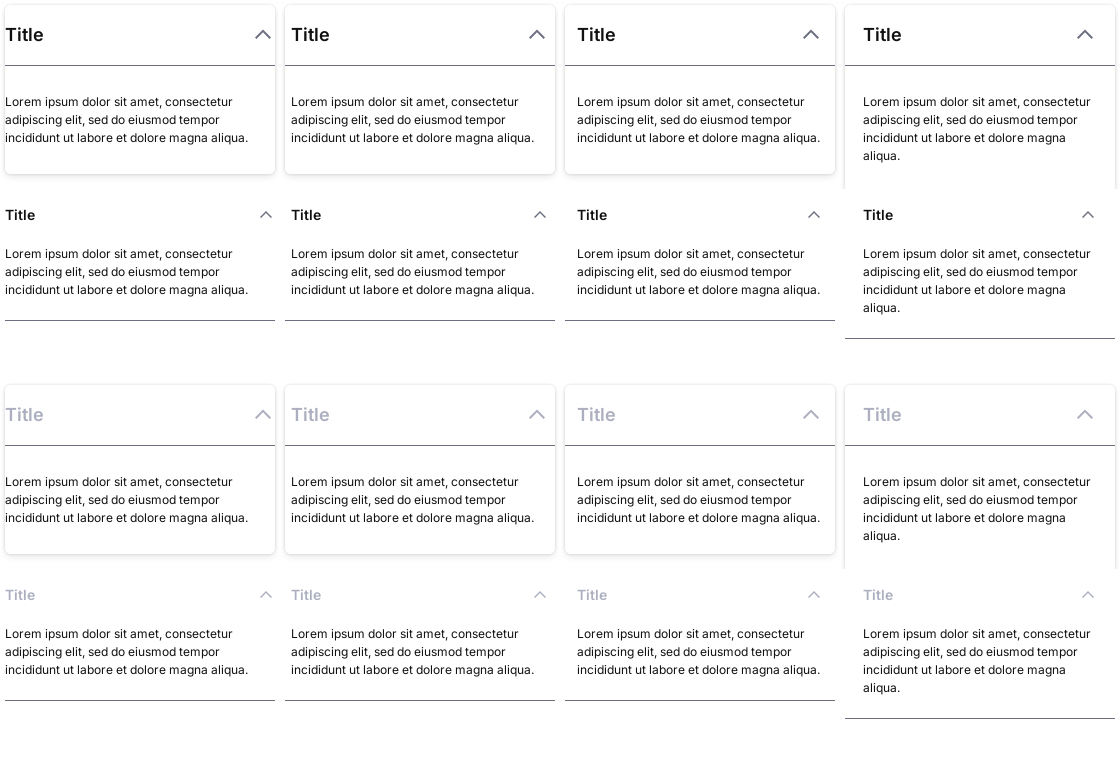 Title
Title
Title
Title
Lorem ipsum dolor sit amet, consectetur
adipiscing elit, sed do eiusmod tempor
incididunt ut labore et dolore magna aliqua.
Lorem ipsum dolor sit amet, consectetur
adipiscing elit, sed do eiusmod tempor
incididunt ut labore et dolore magna aliqua.
Lorem ipsum dolor sit amet, consectetur
adipiscing elit, sed do eiusmod tempor
incididunt ut labore et dolore magna aliqua.
Lorem ipsum dolor sit amet, consectetur
adipiscing elit, sed do eiusmod tempor
incididunt ut labore et dolore magna
aliqua.
Title
Title
Title
Title
Lorem ipsum dolor sit amet, consectetur
adipiscing elit, sed do eiusmod tempor
incididunt ut labore et dolore magna aliqua.
Lorem ipsum dolor sit amet, consectetur
adipiscing elit, sed do eiusmod tempor
incididunt ut labore et dolore magna aliqua.
Lorem ipsum dolor sit amet, consectetur
adipiscing elit, sed do eiusmod tempor
incididunt ut labore et dolore magna aliqua.
Lorem ipsum dolor sit amet, consectetur
adipiscing elit, sed do eiusmod tempor
incididunt ut labore et dolore magna
aliqua.
Title
Title
Title
Title
Lorem ipsum dolor sit amet, consectetur
adipiscing elit, sed do eiusmod tempor
incididunt ut labore et dolore magna aliqua.
Lorem ipsum dolor sit amet, consectetur
adipiscing elit, sed do eiusmod tempor
incididunt ut labore et dolore magna aliqua.
Lorem ipsum dolor sit amet, consectetur
adipiscing elit, sed do eiusmod tempor
incididunt ut labore et dolore magna aliqua.
Lorem ipsum dolor sit amet, consectetur
adipiscing elit, sed do eiusmod tempor
incididunt ut labore et dolore magna
aliqua.
Title
Title
Title
Title
Lorem ipsum dolor sit amet, consectetur
adipiscing elit, sed do eiusmod tempor
incididunt ut labore et dolore magna aliqua.
Lorem ipsum dolor sit amet, consectetur
adipiscing elit, sed do eiusmod tempor
incididunt ut labore et dolore magna aliqua.
Lorem ipsum dolor sit amet, consectetur
adipiscing elit, sed do eiusmod tempor
incididunt ut labore et dolore magna aliqua.
Lorem ipsum dolor sit amet, consectetur
adipiscing elit, sed do eiusmod tempor
incididunt ut labore et dolore magna
aliqua.